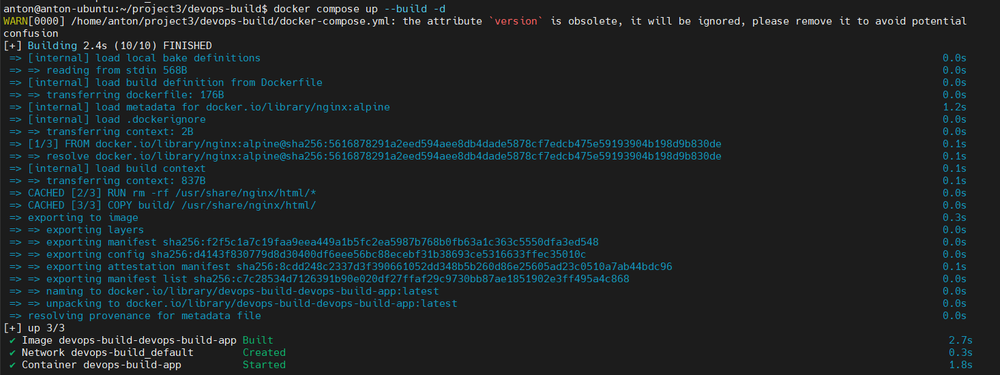 anton@anton-ubuntu:~/project3/devops-build$ docker compose up --build -d
WARN[0000] /home/anton/project3/devops-build/docker-compose.yml: the attribute `version` is obsolete, it will be ignored, please remove it to avoid potential
confusion
[+] Building 2.4s (10/10) FINISHED
=> [internal] load local bake definitions 0.0s
=> => reading from stdin 568B 0.0s
=> [internal] load build definition from Dockerfile 0.0s
=> => transferring dockerfile: 176B 0.0s
=> [internal] load metadata for docker.io/library/nginx:alpine 1.2s
=> [internal] load .dockerignore 0.0s
=> => transferring context: 2B 0.0s
=> [1/3] FROM docker.io/library/nginx:alpine@sha256:5616878291a2eed594aee8db4dade5878cf7edcb475e59193904b198d9b830de 0.1s
=> => resolve docker.io/library/nginx:alpine@sha256:5616878291a2eed594aee8db4dade5878cf7edcb475e59193904b198d9b830de 0.1s
=> [internal] load build context 0.1s
=> => transferring context: 837B 0.1s
=> CACHED [2/3] RUN rm -rf /usr/share/nginx/html/* 0.0s
=> CACHED [3/3] COPY build/ /usr/share/nginx/html/ 0.0s
=> exporting to image 0.3s
=> => exporting layers 0.0s
=> => exporting manifest sha256:f2f5c1a7c19faa9eea449a1b5fc2ea5987b768b0fb63a1c363c5550dfa3ed548 0.0s
=> => exporting config sha256:d4143f830779d8d30400df6eee56bc88ecebf31b38693ce5316633ffec35010c 0.0s
=> => exporting attestation manifest sha256:8cdd248c2337d3f390661052dd348b5b260d86e25605ad23c0510a7ab44bdc96 0.1s
=> => exporting manifest list sha256:c7c28534d7126391b90e020df27ffaf29c9730bb87ae1851902e3ff495a4c868 0.0s
=> => naming to docker.io/library/devops-build-devops-build-app:latest 0.0s
=> => unpacking to docker.io/library/devops-build-devops-build-app:latest 0.0s
=> resolving provenance for metadata file 0.0s
[+] up 3/3
✔ Image devops-build-devops-build-app Built 2.7s
✔ Network devops-build_default Created 0.3s
✔ Container devops-build-app Started 1.8s